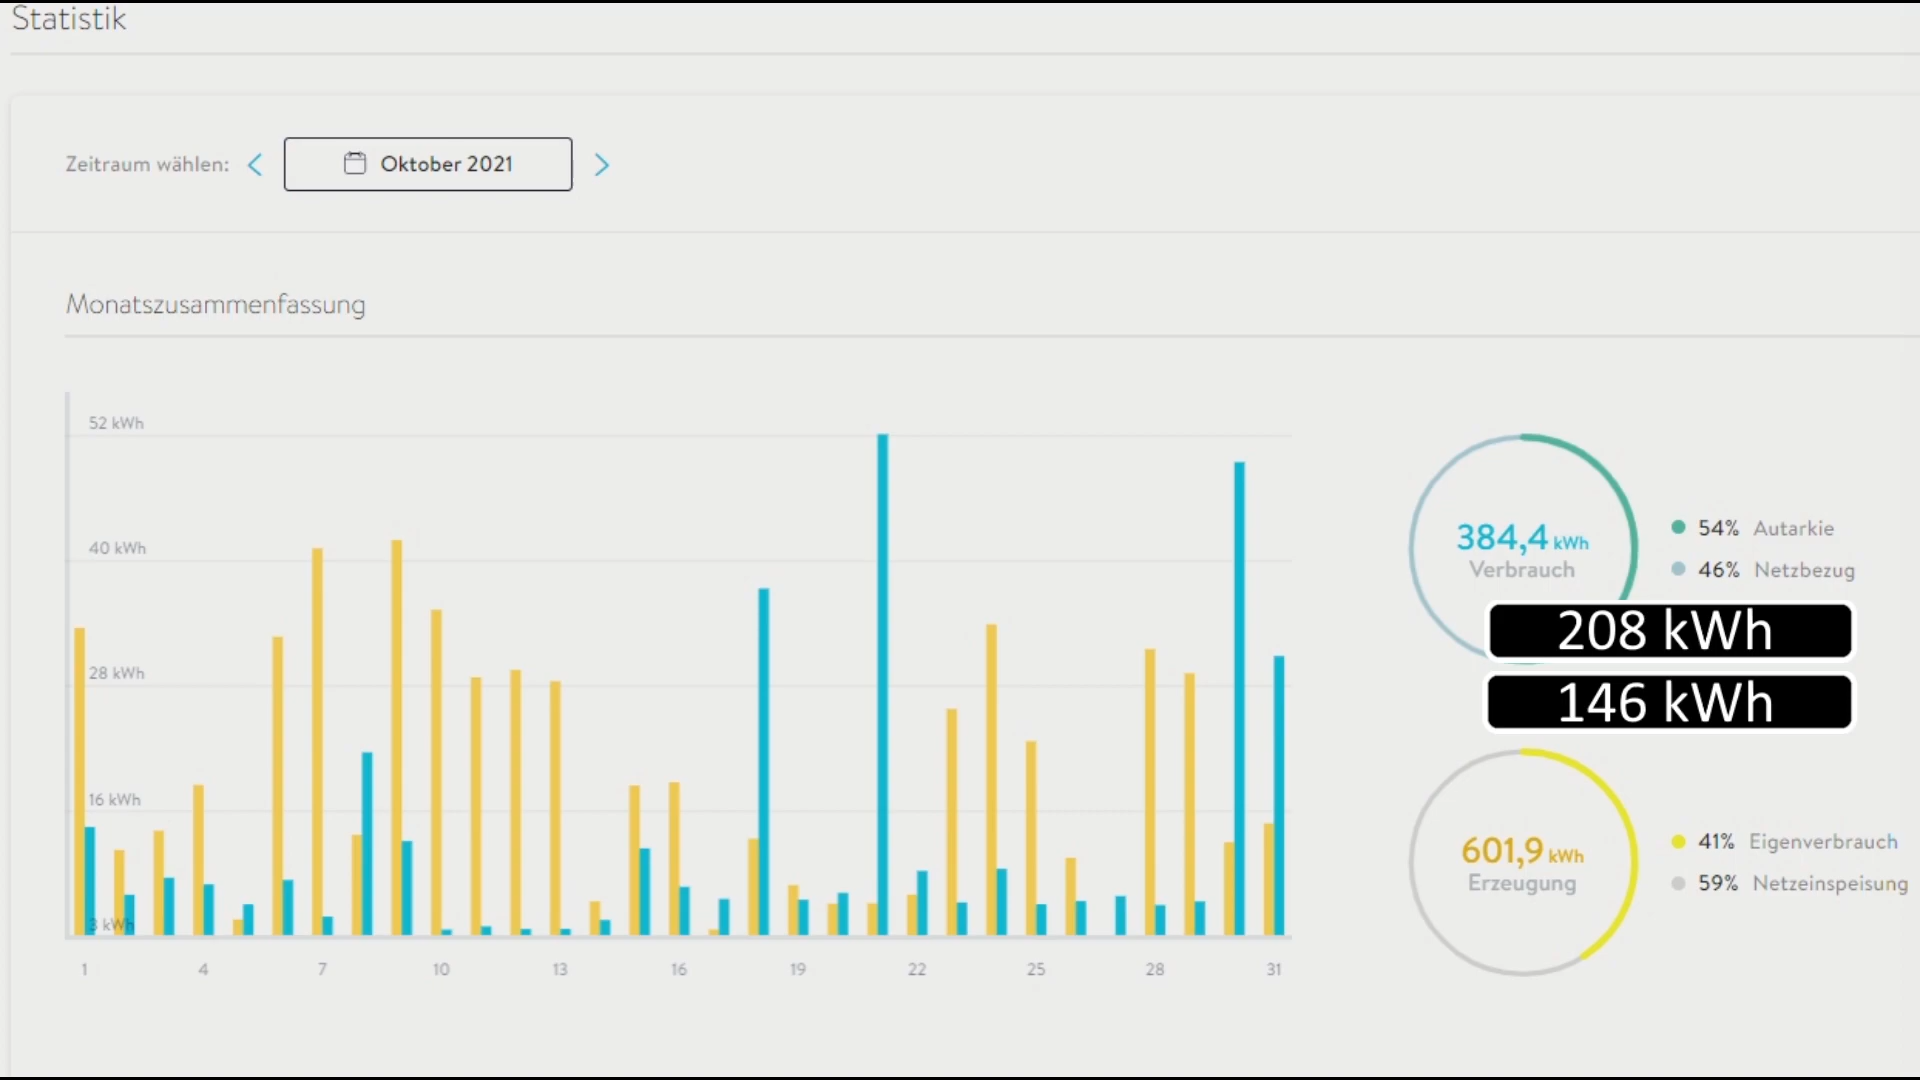 Statistik
Zeitraum wählen:
Oktober 2021
Monatszusammenfassung
52 kWh
40 kWh
28 kWh
16 kWh
3 kWh
1 4 7 10 13 16 19 22 25 28 31
384,4 kWh
Verbrauch
54% Autarkie
46% Netzbezug
208 kWh
146 kWh
601,9 kWh
Erzeugung
41% Eigenverbrauch
59% Netzeinspeisung